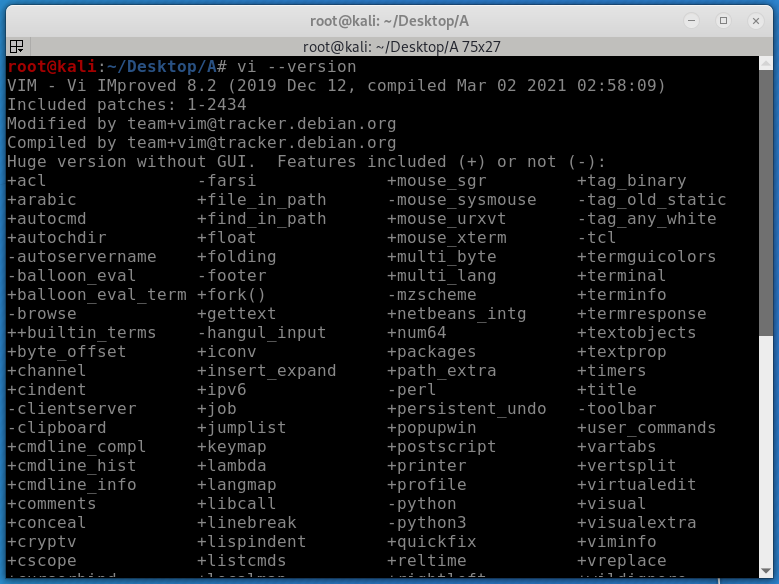 root@kali: ~/Desktop/A
root@kali: ~/Desktop/A 75x27
root@kali:~/Desktop/A# vi --version
VIM - Vi IMproved 8.2 (2019 Dec 12, compiled Mar 02 2021 02:58:09)
Included patches: 1-2434
Modified by team+vim@tracker.debian.org
Compiled by team+vim@tracker.debian.org
Huge version without GUI.  Features included (+) or not (-):
+acl               -farsi             +mouse_sgr         +tag_binary
+arabic            +file_in_path      -mouse_sysmouse    -tag_old_static
+autocmd           +find_in_path      +mouse_urxvt       -tag_any_white
+autochdir         +float             +mouse_xterm       -tcl
-autoservername    +folding           +multi_byte        +termguicolors
-balloon_eval      -footer            +multi_lang        +terminal
+balloon_eval_term +fork()            -mzscheme          +terminfo
-browse            +gettext           +netbeans_intg     +termresponse
++builtin_terms    -hangul_input      +num64             +textobjects
+byte_offset       +iconv             +packages          +textprop
+channel           +insert_expand     +path_extra        +timers
+cindent           +ipv6              -perl              +title
-clientserver      +job               +persistent_undo   -toolbar
-clipboard         +jumplist          +popupwin          +user_commands
+cmdline_compl     +keymap            +postscript        +vartabs
+cmdline_hist      +lambda            +printer           +vertsplit
+cmdline_info      +langmap           +profile           +virtualedit
+comments          +libcall           -python            +visual
+conceal           +linebreak         -python3           +visualextra
+cryptv            +lispindent        +quickfix          +viminfo
+cscope            +listcmds          +reltime           +vreplace